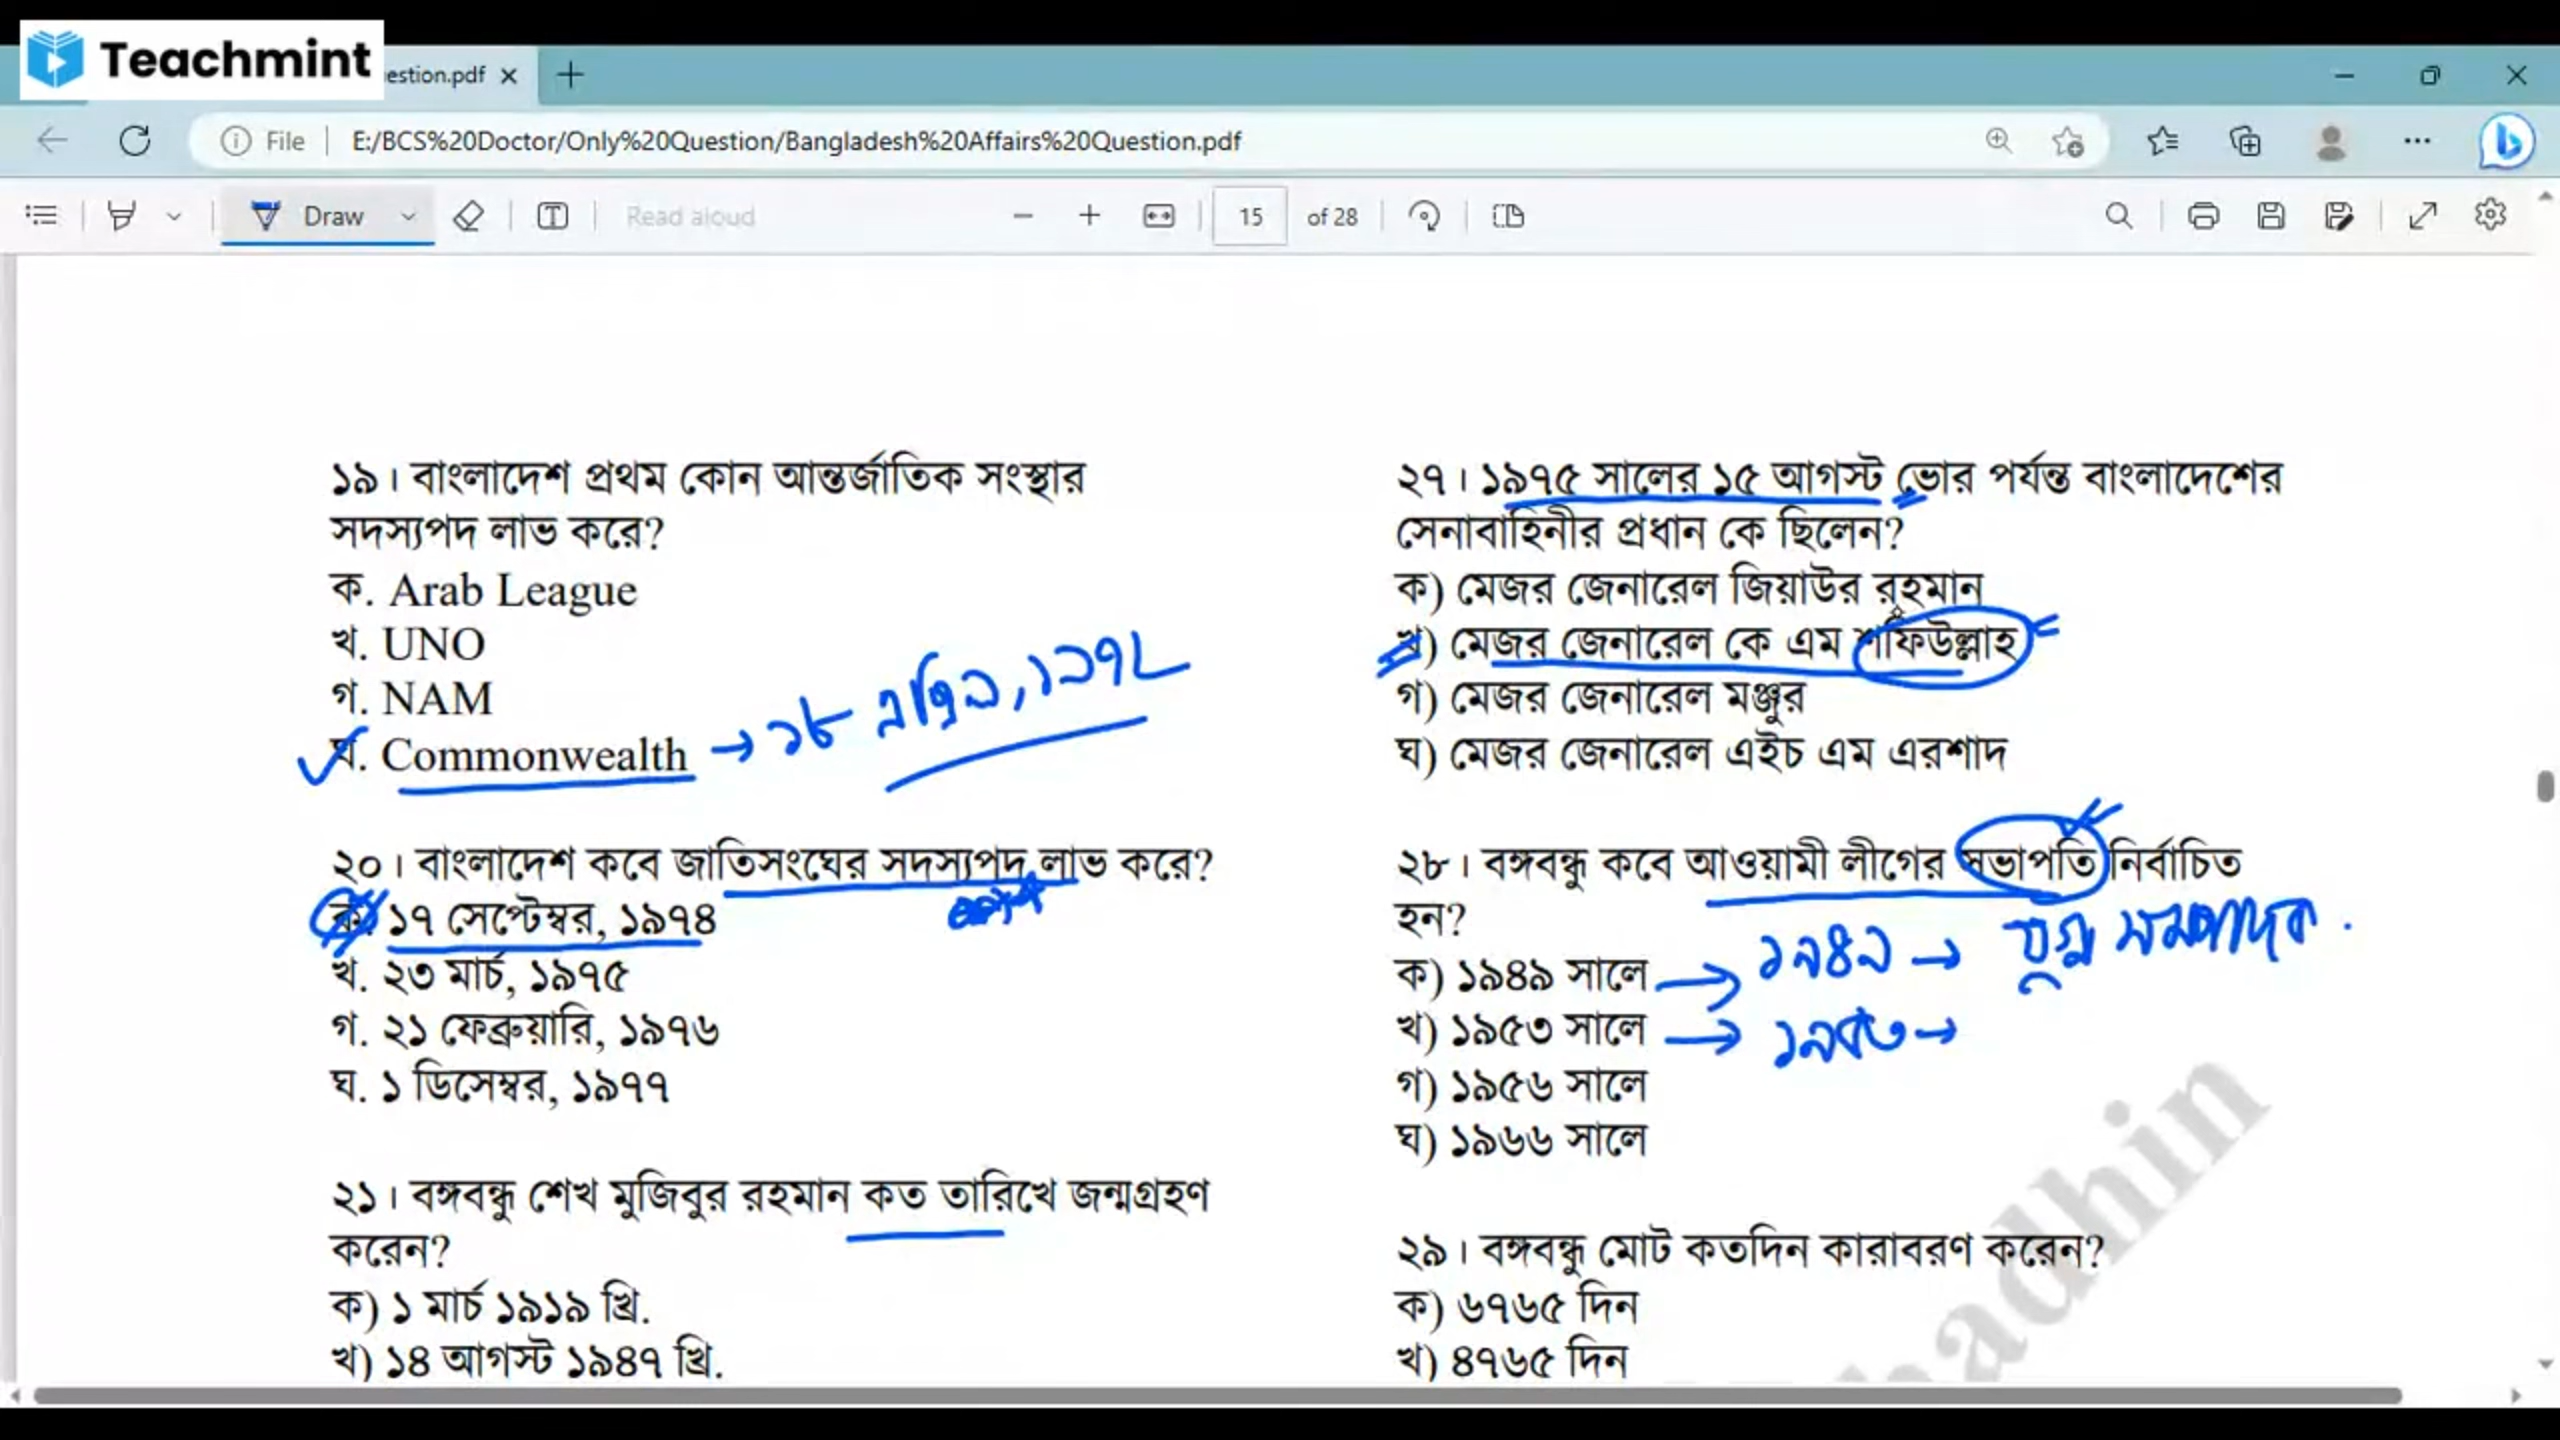 Teachmint
estion.pdf
File
E:/BCS%20Doctor/Only%20Question/Bangladesh%20Affairs%20Question.pdf
Draw
Read aloud
15
of 28
১৯। বাংলাদেশ প্রথম কোন আন্তর্জাতিক সংস্থার
সদস্যপদ লাভ করে?
ক. Arab League
খ. UNO
গ. NAM
ঘ. Commonwealth → ১৮ এপ্রিল, ১৯৭২
২০। বাংলাদেশ কবে জাতিসংঘের সদস্যপদ লাভ করে?
ক. ১৭ সেপ্টেম্বর, ১৯৭৪
খ. ২৩ মার্চ, ১৯৭৫
গ. ২১ ফেব্রুয়ারি, ১৯৭৬
ঘ. ১ ডিসেম্বর, ১৯৭৭
২১। বঙ্গবন্ধু শেখ মুজিবুর রহমান কত তারিখে জন্মগ্রহণ
করেন?
ক) ১ মার্চ ১৯১৯ খ্রি.
খ) ১৪ আগস্ট ১৯৪৭ খ্রি.
২৭। ১৯৭৫ সালের ১৫ আগস্ট ভোর পর্যন্ত বাংলাদেশের
সেনাবাহিনীর প্রধান কে ছিলেন?
ক) মেজর জেনারেল জিয়াউর রহমান
খ) মেজর জেনারেল কে এম শফিউল্লাহ
গ) মেজর জেনারেল মঞ্জুর
ঘ) মেজর জেনারেল এইচ এম এরশাদ
২৮। বঙ্গবন্ধু কবে আওয়ামী লীগের সভাপতি নির্বাচিত
হন?
ক) ১৯৪৯ সালে → ১৯৪৯ → যুগ্ম সম্পাদক
খ) ১৯৫৩ সালে → ১৯৫৩ →
গ) ১৯৫৬ সালে
ঘ) ১৯৬৬ সালে
২৯। বঙ্গবন্ধু মোট কতদিন কারাবরণ করেন?
ক) ৬৭৬৫ দিন
খ) ৪৭৬৫ দিন